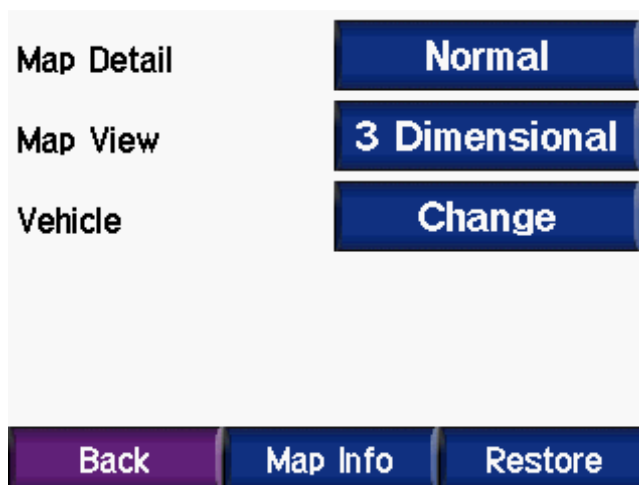 Map Detail Normal
Map View 3 Dimensional
Vehicle Change
Back Map Info Restore